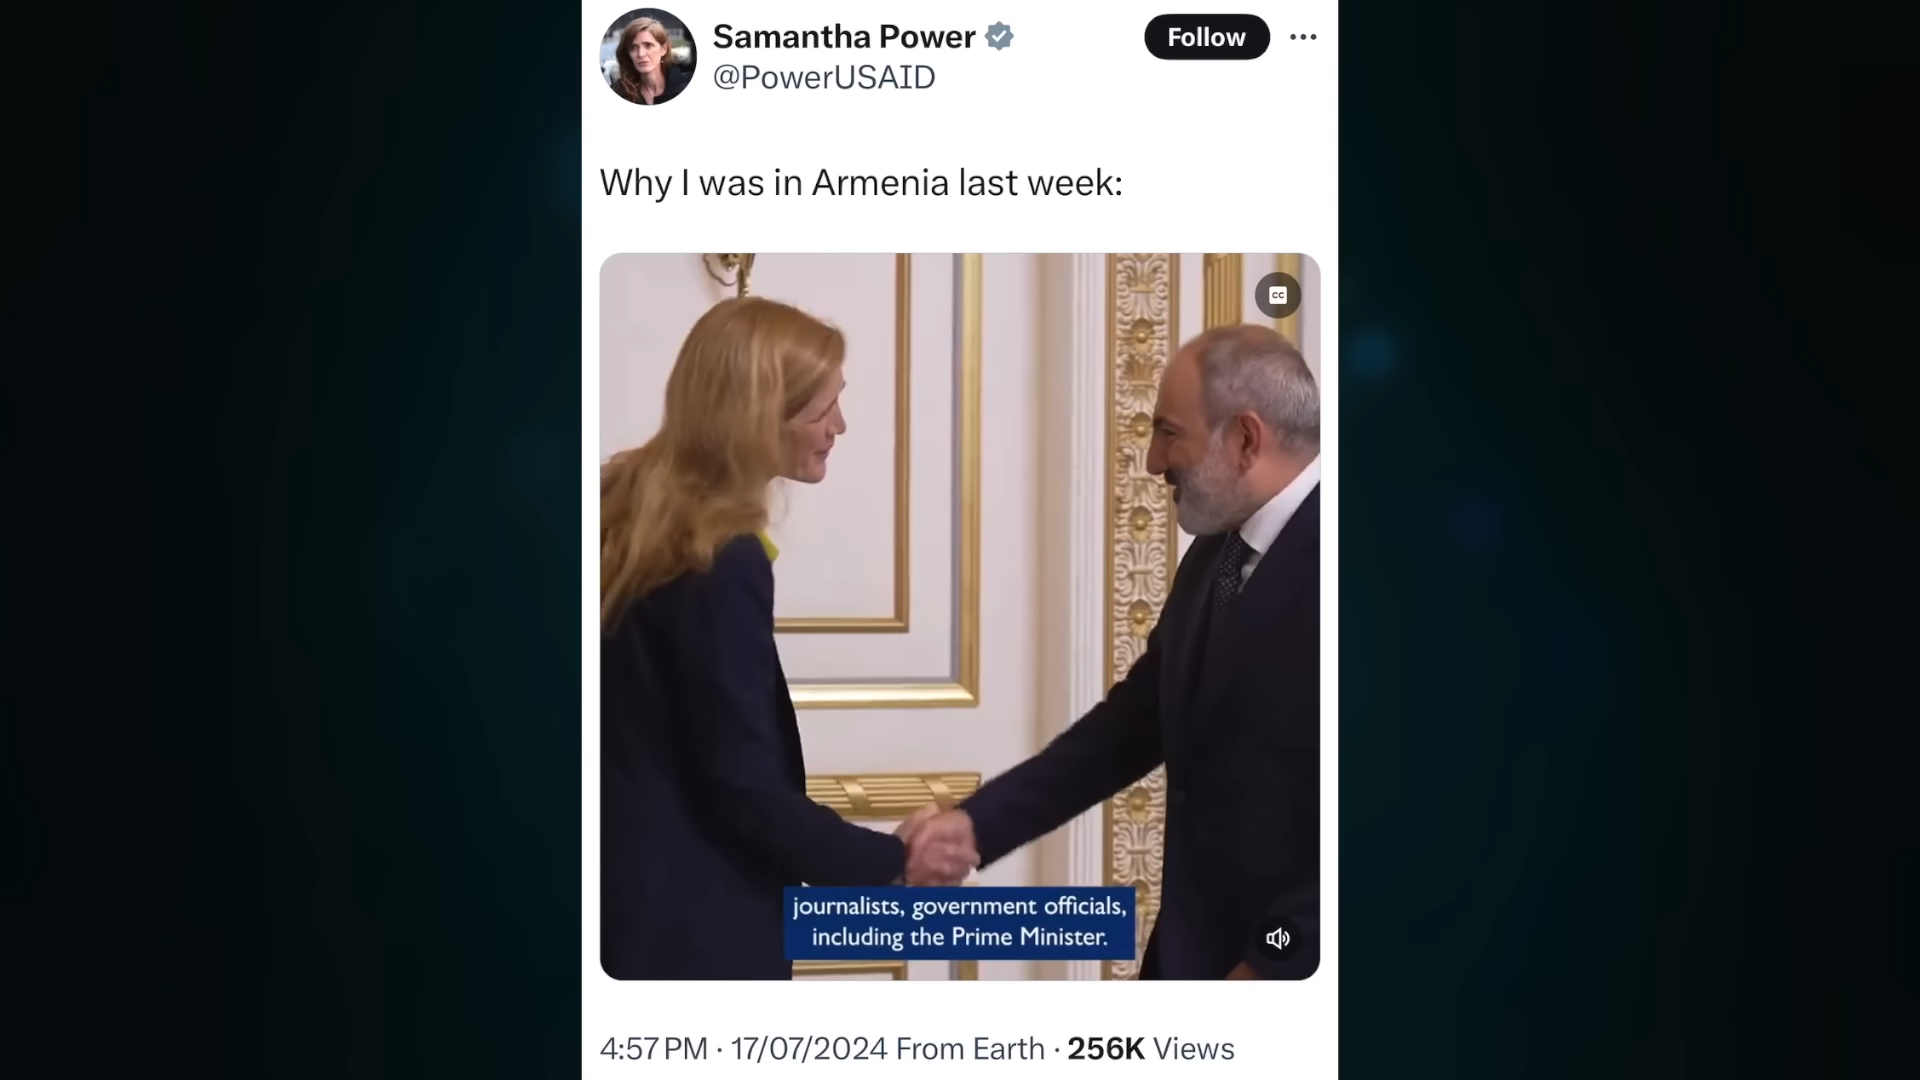 Samantha Power
Follow
@PowerUSAID
Why I was in Armenia last week:
CC
journalists, government officials,
including the Prime Minister.
4:57 PM · 17/07/2024 From Earth · 256K Views